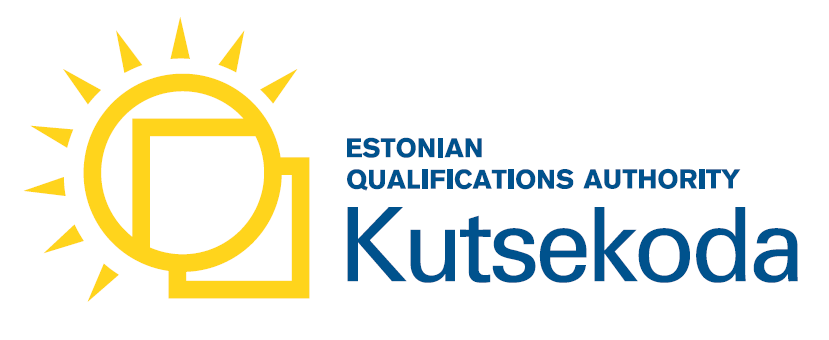 ESTONIAN
QUALIFICATIONS AUTHORITY
Kutsekoda